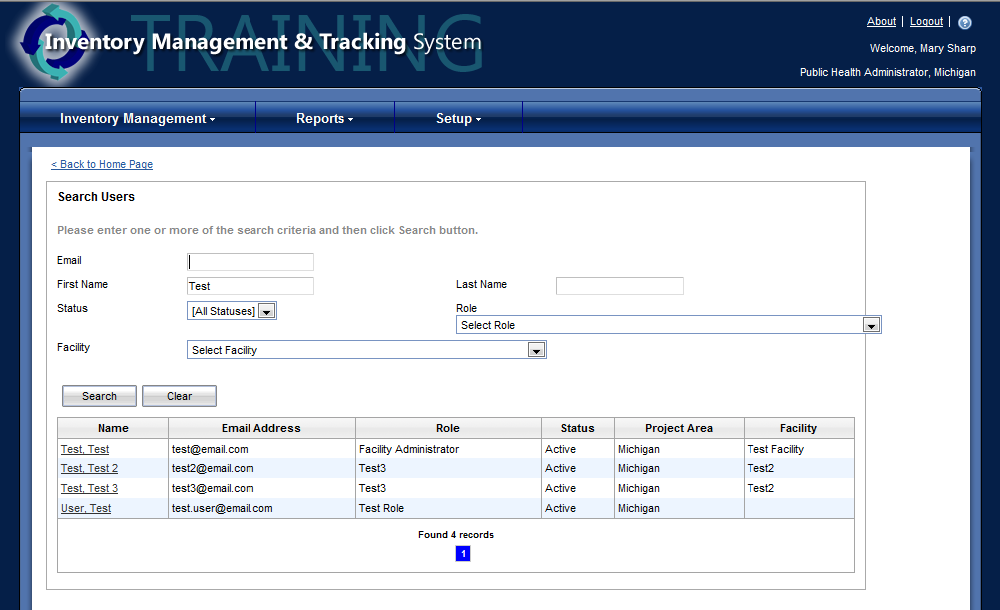 TRAINING
Inventory Management & Tracking System
About | Logout | ?
Welcome, Mary Sharp
Public Health Administrator, Michigan
Inventory Management Reports Setup
< Back to Home Page
Search Users
Please enter one or more of the search criteria and then click Search button.
Email
First Name Test Last Name
Status [All Statuses] Role
Select Role
Facility Select Facility
Search Clear
Name Email Address Role Status Project Area Facility
Test, Test test@email.com Facility Administrator Active Michigan Test Facility
Test, Test 2 test2@email.com Test3 Active Michigan Test2
Test, Test 3 test3@email.com Test3 Active Michigan Test2
User, Test test.user@email.com Test Role Active Michigan
Found 4 records
1